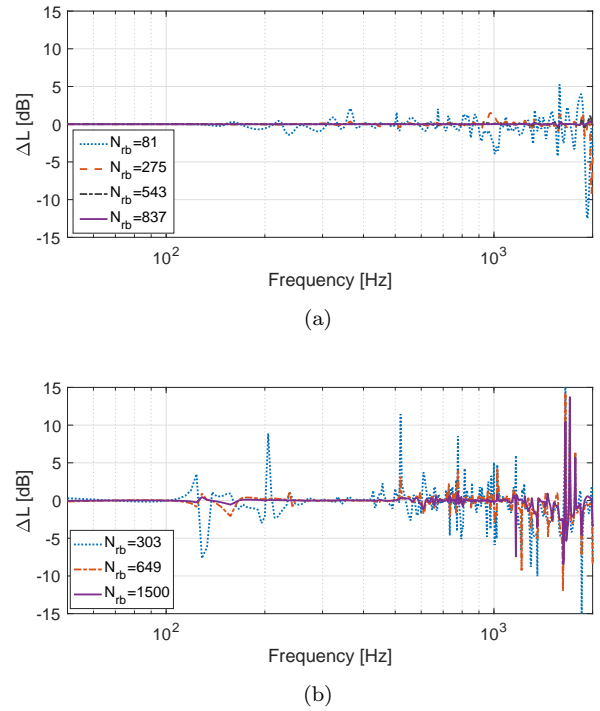 15
10
5
0
-5
-10
-15
ΔL [dB]
N_rb=81
N_rb=275
N_rb=543
N_rb=837
10^2
10^3
Frequency [Hz]
(a)
15
10
5
0
-5
-10
-15
ΔL [dB]
N_rb=303
N_rb=649
N_rb=1500
10^2
10^3
Frequency [Hz]
(b)